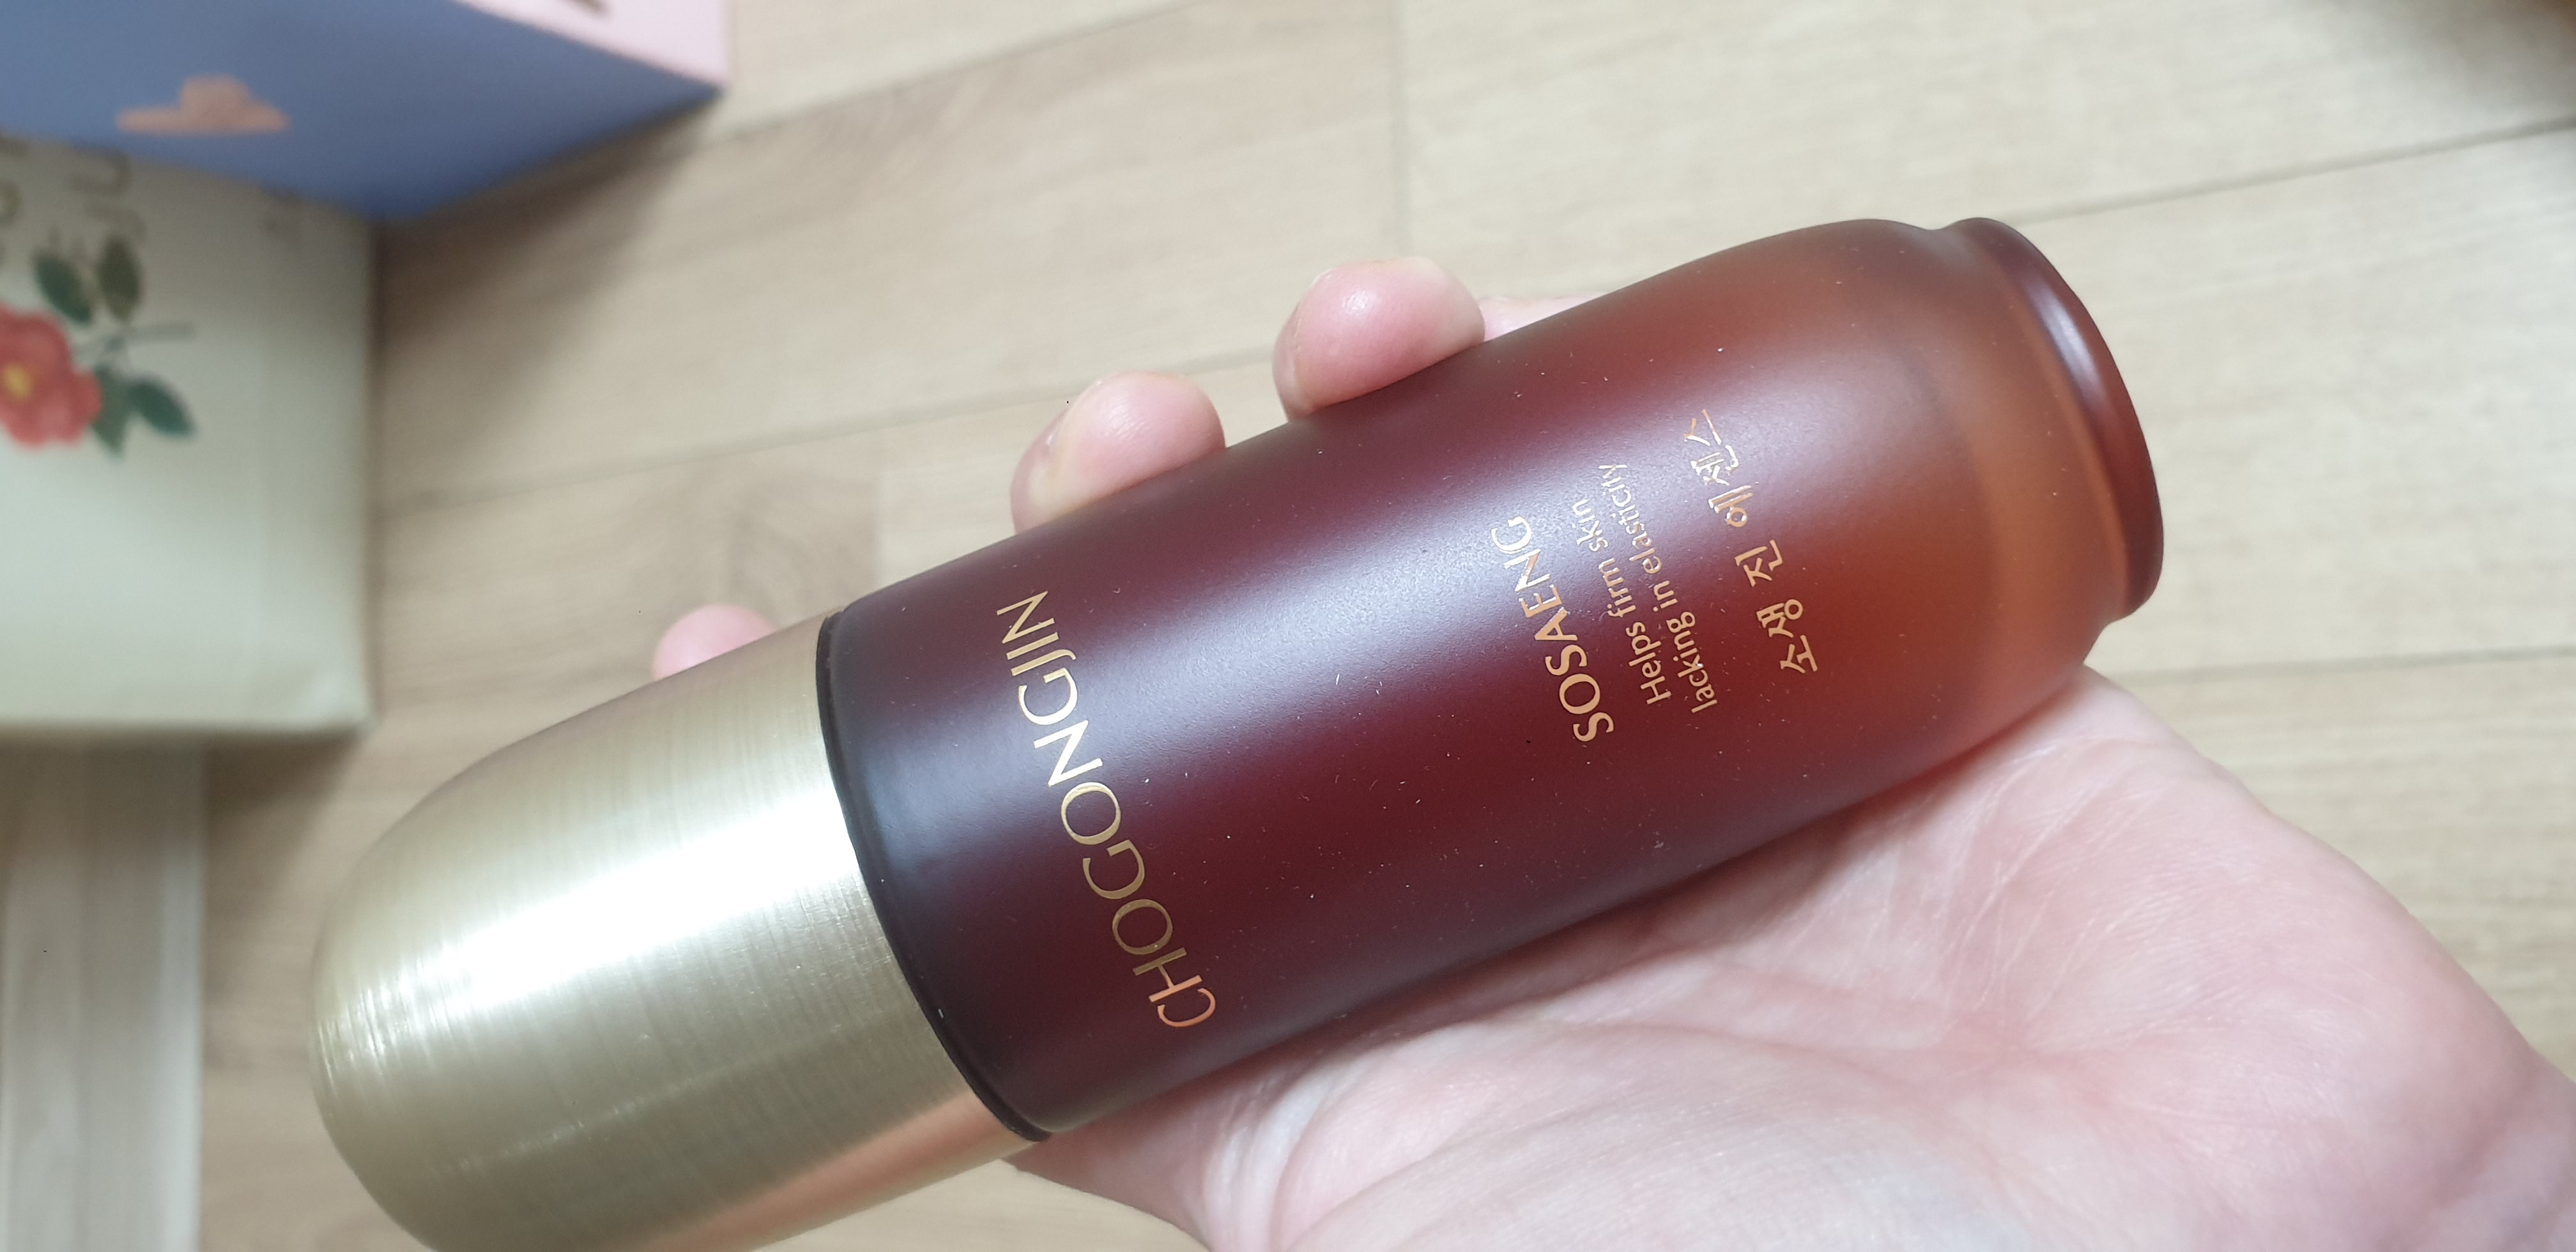 CHOGONGJIN
SOSAENG
Helps firm skin
lacking in elasticity
소생 진 에센스